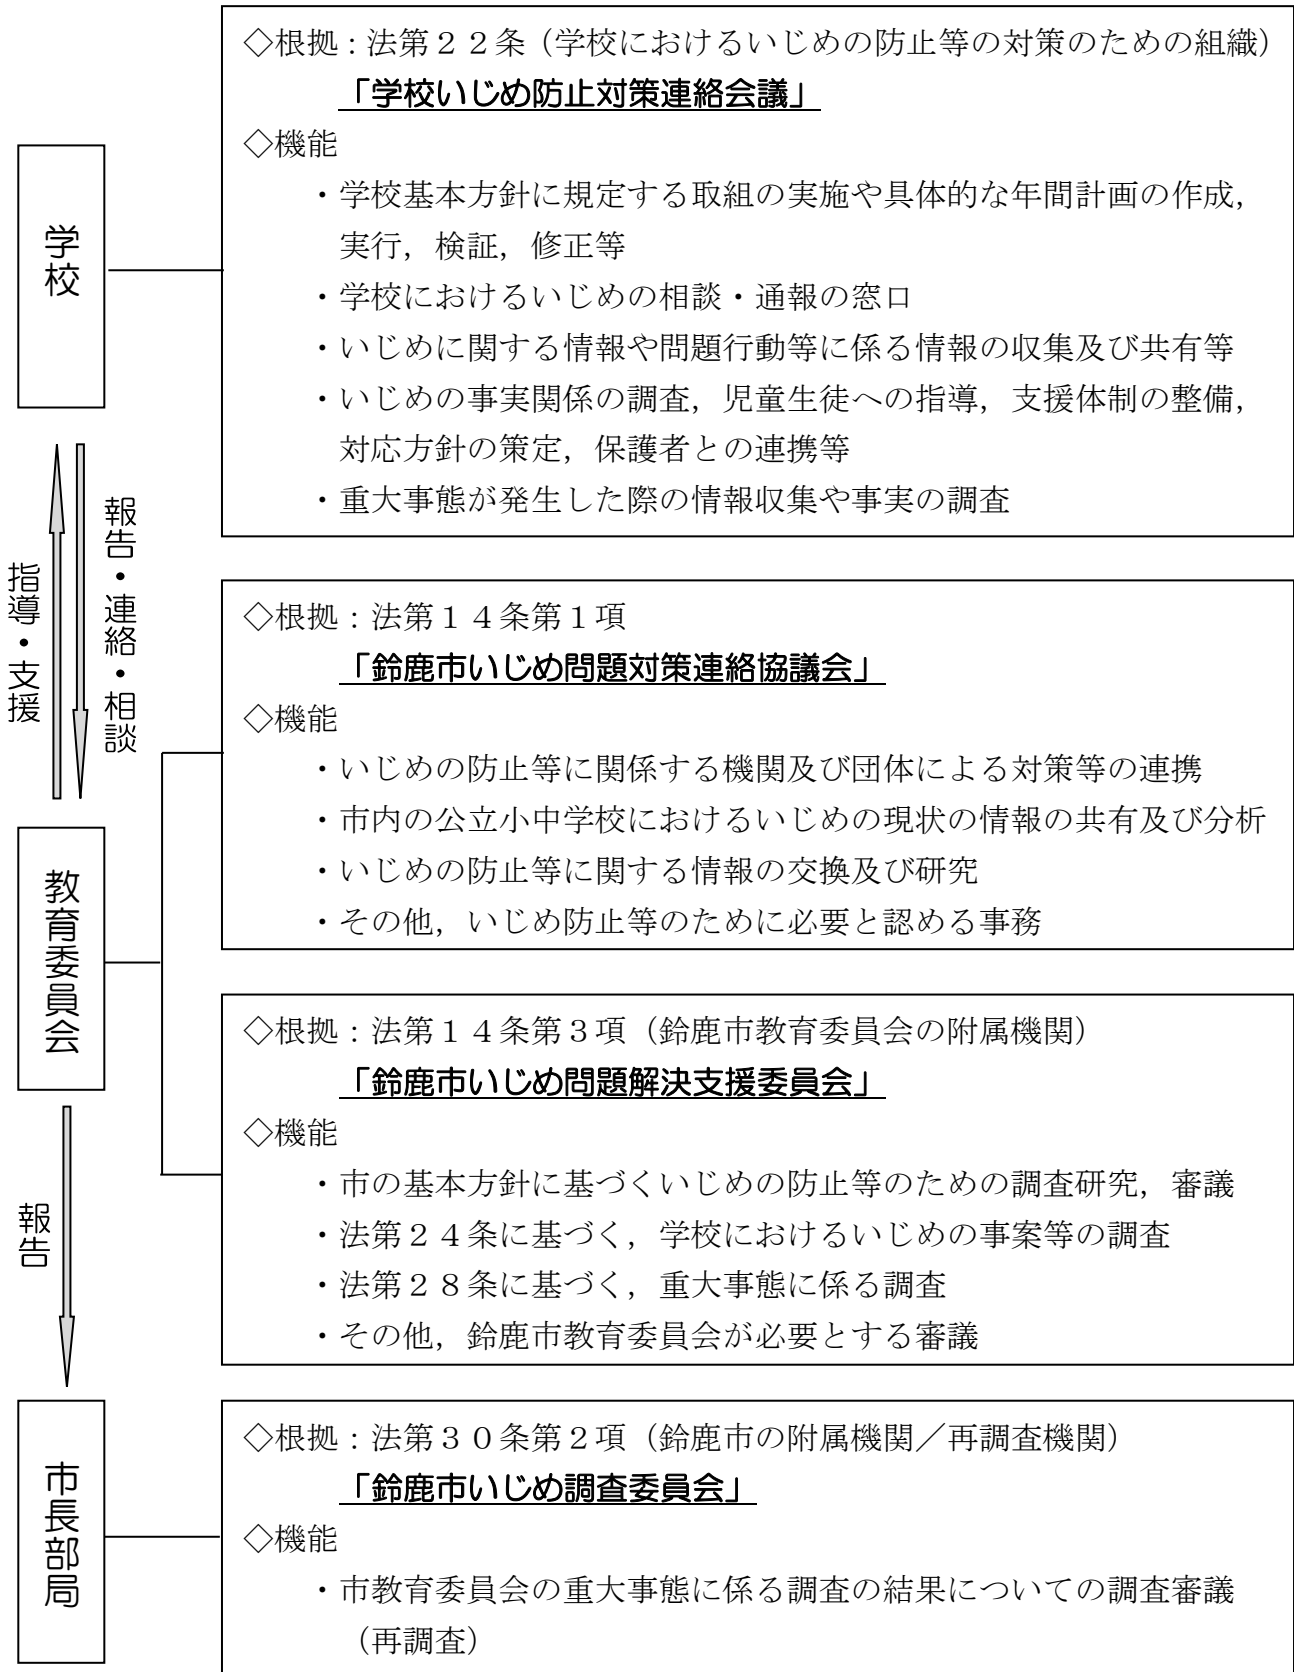 学校
◇根拠：法第２２条（学校におけるいじめの防止等の対策のための組織）
「学校いじめ防止対策連絡会議」
◇機能
・学校基本方針に規定する取組の実施や具体的な年間計画の作成，
実行，検証，修正等
・学校におけるいじめの相談・通報の窓口
・いじめに関する情報や問題行動等に係る情報の収集及び共有等
・いじめの事実関係の調査，児童生徒への指導，支援体制の整備，
対応方針の策定，保護者との連携等
・重大事態が発生した際の情報収集や事実の調査
報告・連絡・相談
指導・支援
教育委員会
◇根拠：法第１４条第１項
「鈴鹿市いじめ問題対策連絡協議会」
◇機能
・いじめの防止等に関係する機関及び団体による対策等の連携
・市内の公立小中学校におけるいじめの現状の情報の共有及び分析
・いじめの防止等に関する情報の交換及び研究
・その他，いじめ防止等のために必要と認める事務
◇根拠：法第１４条第３項（鈴鹿市教育委員会の附属機関）
「鈴鹿市いじめ問題解決支援委員会」
◇機能
・市の基本方針に基づくいじめの防止等のための調査研究，審議
・法第２４条に基づく，学校におけるいじめの事案等の調査
・法第２８条に基づく，重大事態に係る調査
・その他，鈴鹿市教育委員会が必要とする審議
報告
市長部局
◇根拠：法第３０条第２項（鈴鹿市の附属機関／再調査機関）
「鈴鹿市いじめ調査委員会」
◇機能
・市教育委員会の重大事態に係る調査の結果についての調査審議
（再調査）